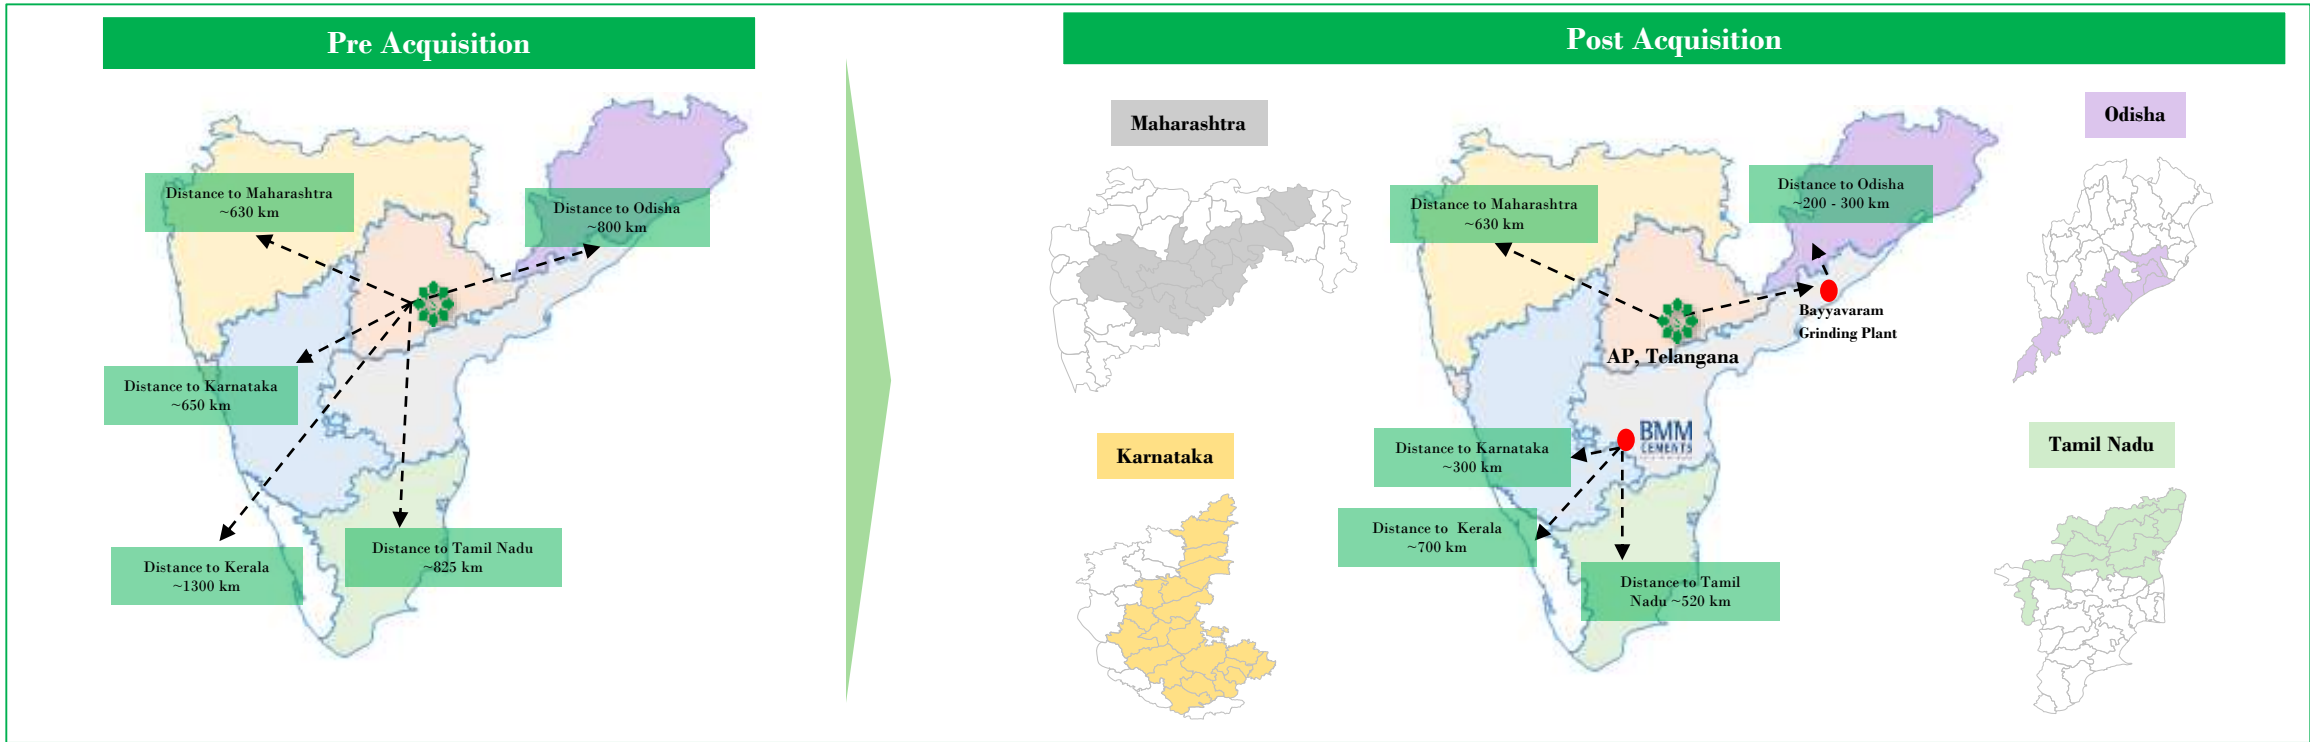 Pre Acquisition
Distance to Maharashtra
~630 km
Distance to Odisha
~800 km
Distance to Karnataka
~650 km
Distance to Kerala
~1300 km
Distance to Tamil Nadu
~825 km
Post Acquisition
Maharashtra
Karnataka
Distance to Maharashtra
~630 km
Distance to Odisha
~200 - 300 km
Bayyavaram
Grinding Plant
AP, Telangana
BMM
CEMENTS
Distance to Karnataka
~300 km
Distance to Kerala
~700 km
Distance to Tamil
Nadu ~520 km
Odisha
Tamil Nadu